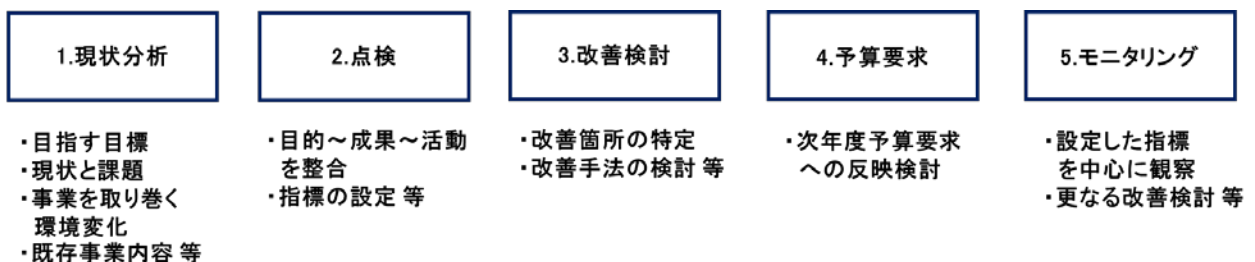 1.現状分析
・目指す目標
・現状と課題
・事業を取り巻く
環境変化
・既存事業内容 等
2.点検
・目的～成果～活動
を整合
・指標の設定 等
3.改善検討
・改善箇所の特定
・改善手法の検討 等
4.予算要求
・次年度予算要求
への反映検討
5.モニタリング
・設定した指標
を中心に観察
・更なる改善検討 等